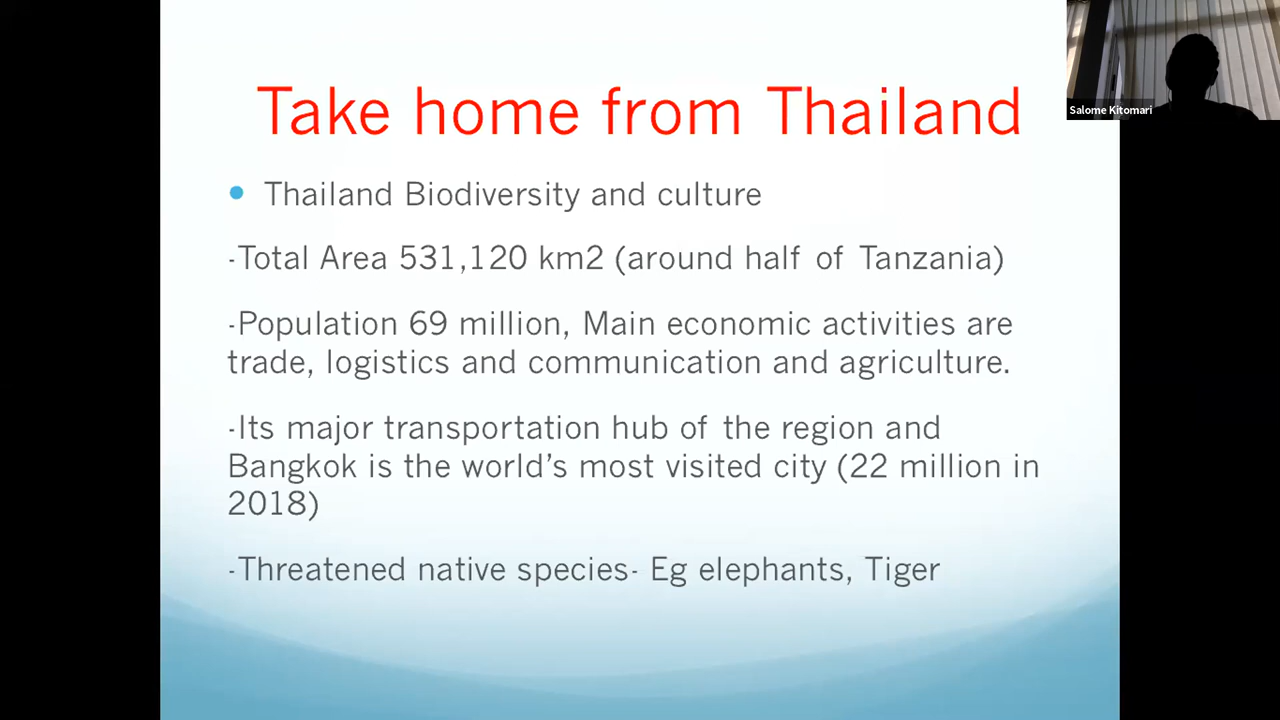 Take home from Thailand
Salome Kitomari
Thailand Biodiversity and culture
-Total Area 531,120 km2 (around half of Tanzania)
-Population 69 million, Main economic activities are
trade, logistics and communication and agriculture.
-Its major transportation hub of the region and
Bangkok is the world’s most visited city (22 million in
2018)
-Threatened native species- Eg elephants, Tiger